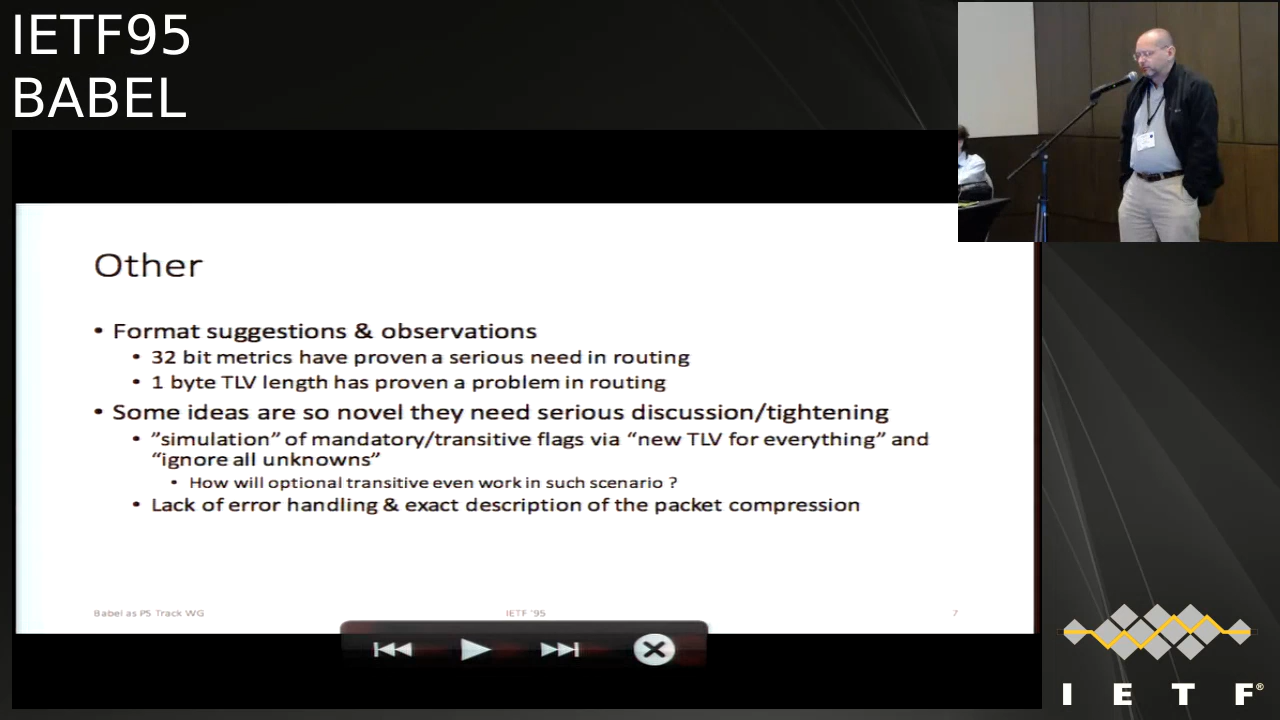 IETF95
BABEL
Other
• Format suggestions & observations
• 32 bit metrics have proven a serious need in routing
• 1 byte TLV length has proven a problem in routing
• Some ideas are so novel they need serious discussion/tightening
• ”simulation” of mandatory/transitive flags via “new TLV for everything” and
“ignore all unknowns”
• How will optional transitive even work in such scenario ?
• Lack of error handling & exact description of the packet compression
Babel as PS Track WG
IETF '95
7
I E T F®